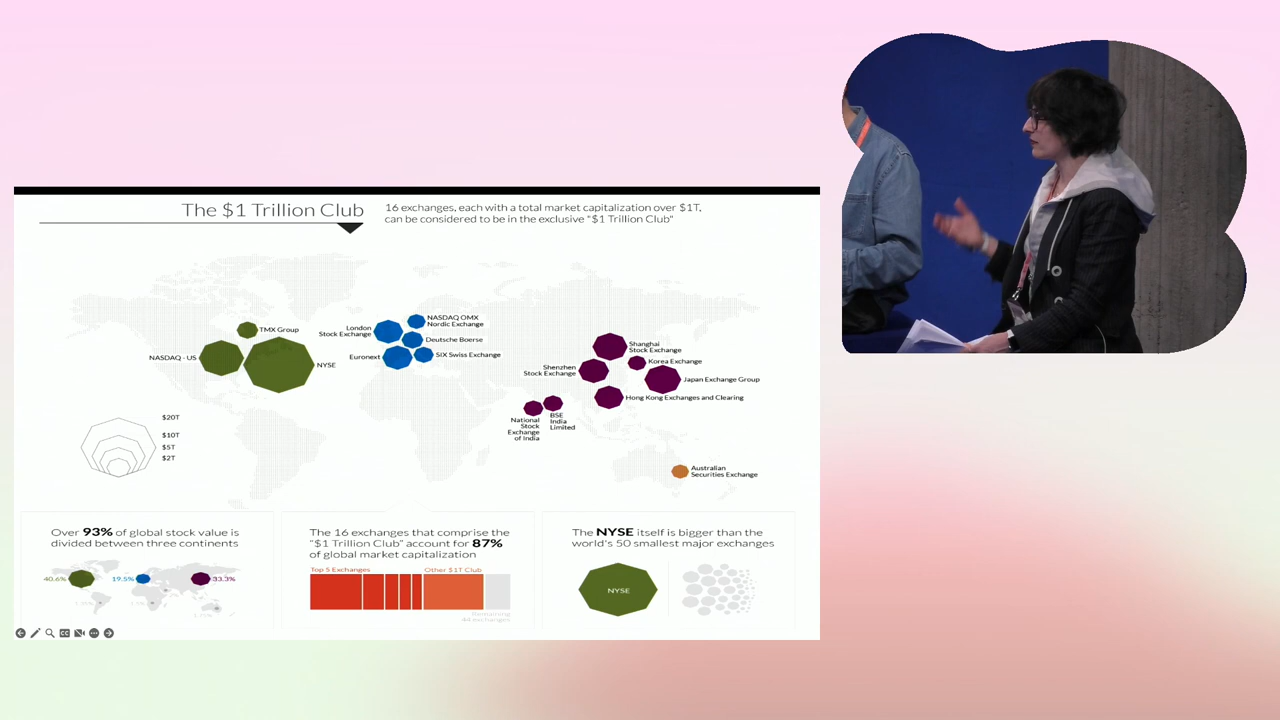 The $1 Trillion Club
16 exchanges, each with a total market capitalization over $1T,
can be considered to be in the exclusive "$1 Trillion Club"
TMX Group
NASDAQ - US
NYSE
London
Stock Exchange
NASDAQ OMX
Nordic Exchange
Deutsche Boerse
Euronext
SIX Swiss Exchange
Shanghai
Stock Exchange
Korea Exchange
Shenzhen
Stock Exchange
Japan Exchange Group
Hong Kong Exchanges and Clearing
National
Stock
Exchange
of India
BSE
India
Limited
Australian
Securities Exchange
$20T
$10T
$5T
$2T
Over 93% of global stock value is
divided between three continents
40.6%
19.5%
33.3%
The 16 exchanges that comprise the
"$1 Trillion Club" account for 87%
of global market capitalization
Top 5 Exchanges
Other $1T Club
Remaining
44 exchanges
The NYSE itself is bigger than the
world's 50 smallest major exchanges
NYSE